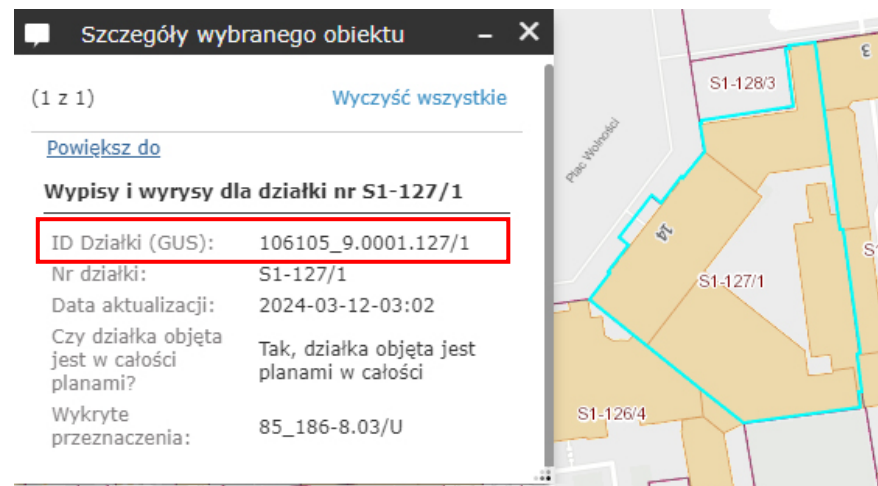 Szczegóły wybranego obiektu
(1 z 1) Wyczyść wszystkie
Powiększ do
Wypisy i wyrysy dla działki nr S1-127/1
ID Działki (GUS): 106105_9.0001.127/1
Nr działki: S1-127/1
Data aktualizacji: 2024-03-12-03:02
Czy działka objęta jest w całości planami? Tak, działka objęta jest planami w całości
Wykryte przeznaczenia: 85_186-8.03/U
S1-128/3
3
Plac Wolności
14
S1-127/1
S1-126/4